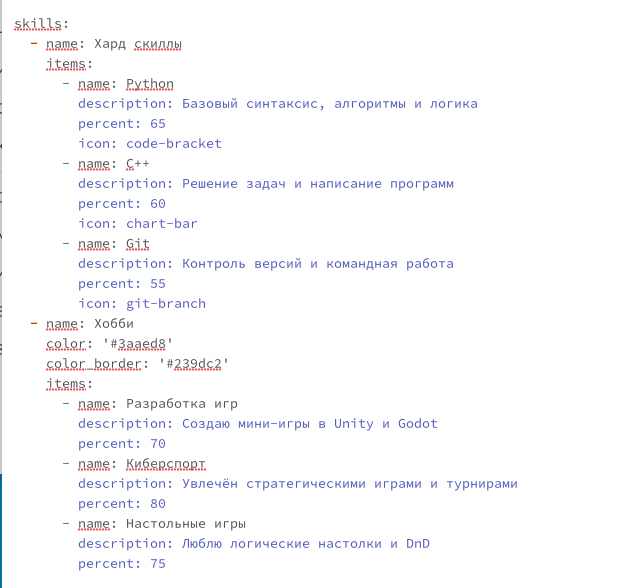 skills:
- name: Хард скиллы
items:
- name: Python
description: Базовый синтаксис, алгоритмы и логика
percent: 65
icon: code-bracket
- name: C++
description: Решение задач и написание программ
percent: 60
icon: chart-bar
- name: Git
description: Контроль версий и командная работа
percent: 55
icon: git-branch
- name: Хобби
color: '#3aaed8'
color_border: '#239dc2'
items:
- name: Разработка игр
description: Создаю мини-игры в Unity и Godot
percent: 70
- name: Киберспорт
description: Увлечён стратегическими играми и турнирами
percent: 80
- name: Настольные игры
description: Люблю логические настолки и DnD
percent: 75